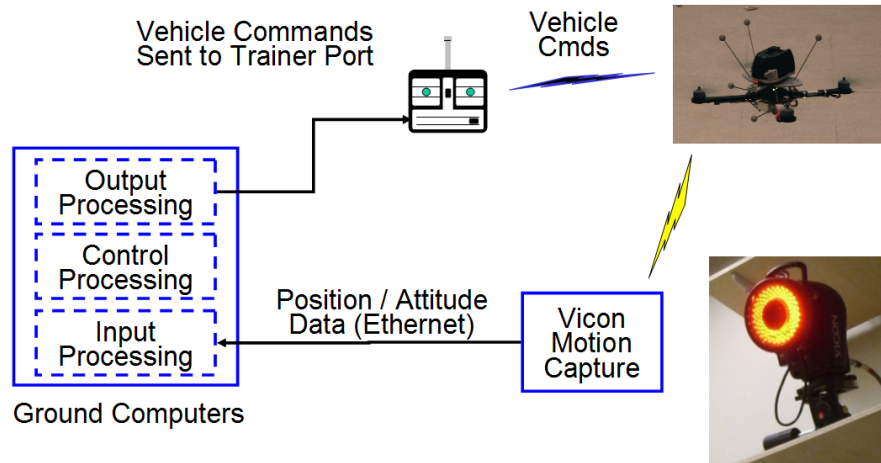 Vehicle Commands
Sent to Trainer Port
Vehicle
Cmds
Output
Processing
Control
Processing
Input
Processing
Position / Attitude
Data (Ethernet)
Vicon
Motion
Capture
Ground Computers
VICON